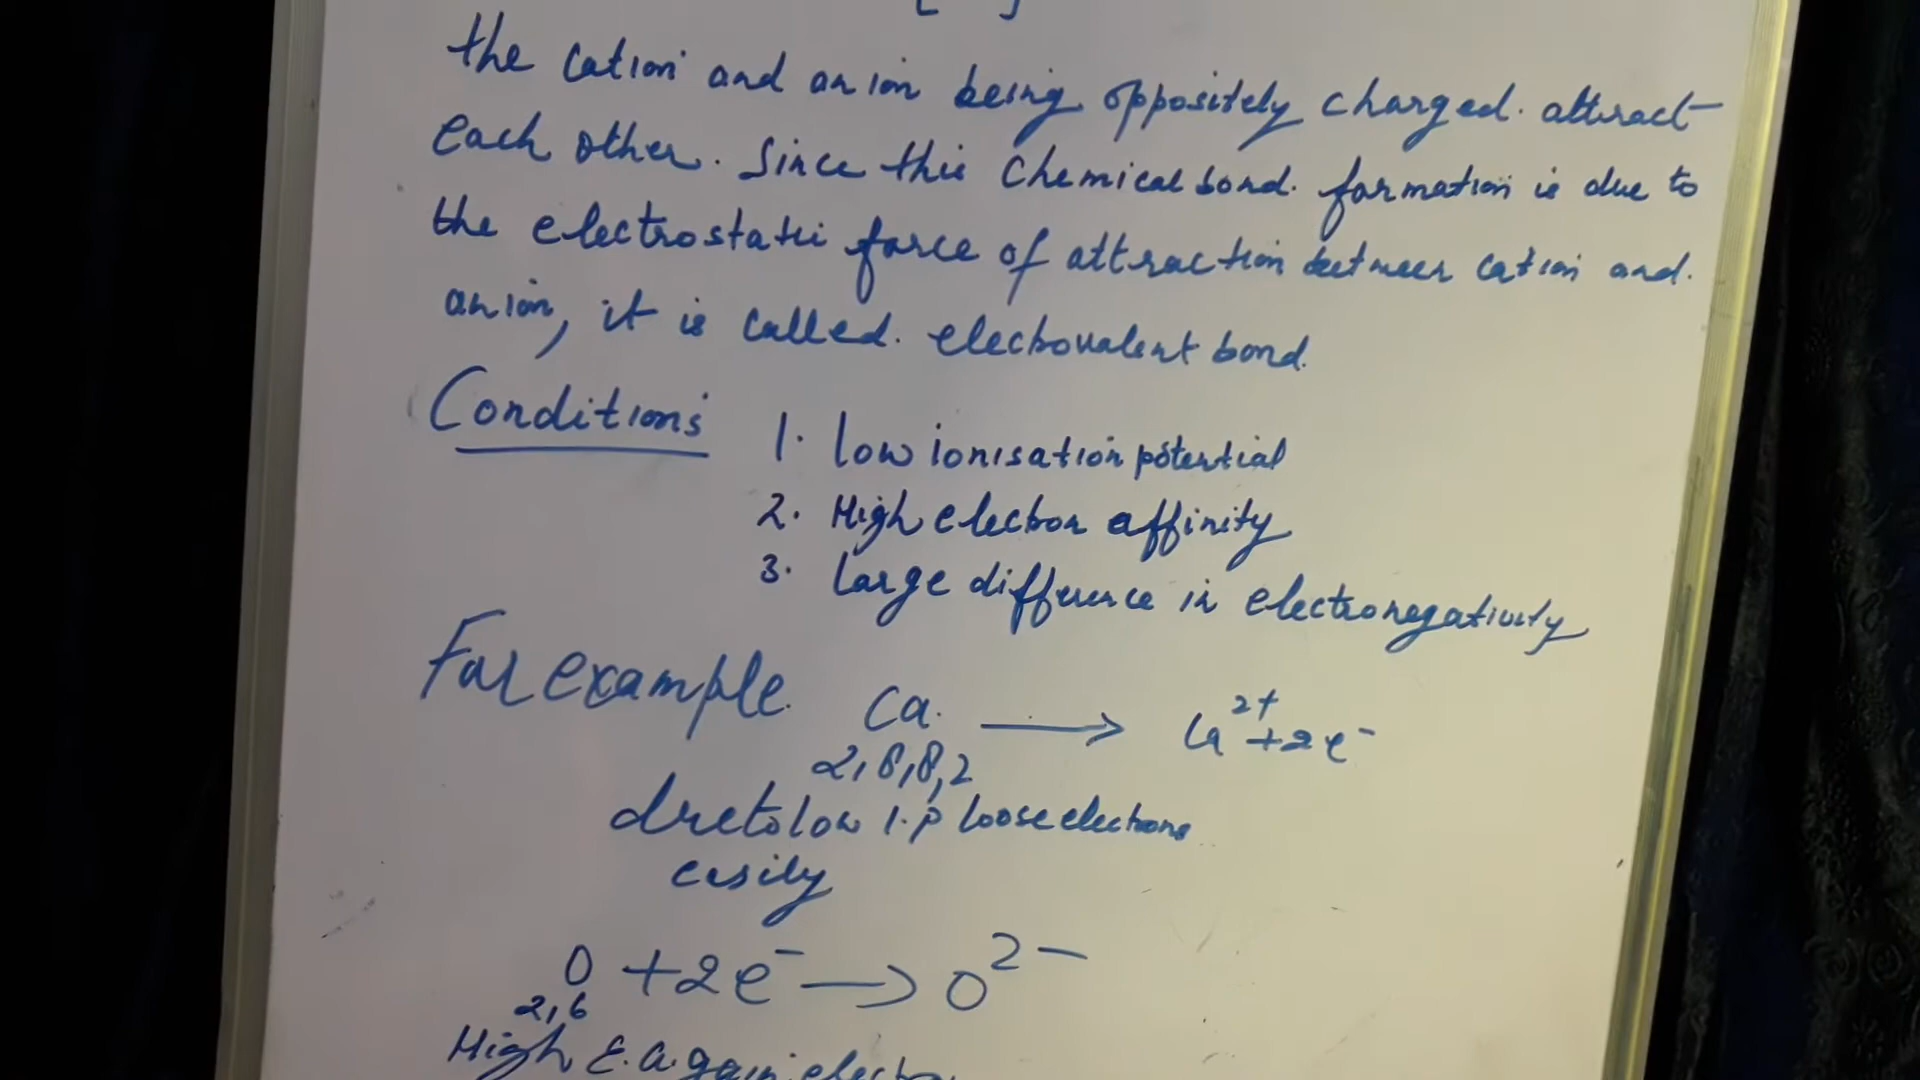 the cation and anion being oppositely charged. attract
each other. Since this Chemical bond. formation is due to
the electrostatic force of attraction between cation and.
anion, it is called. electrovalent bond.
Conditions
1. low ionisation potential
2. High electron affinity
3. Large difference in electronegativity
For example. Ca. → Ca²⁺ + 2e⁻
2,8,8,2
due to low I.P loose electrons
easily
O + 2e⁻ → O²⁻
2,6
High E.A. gain